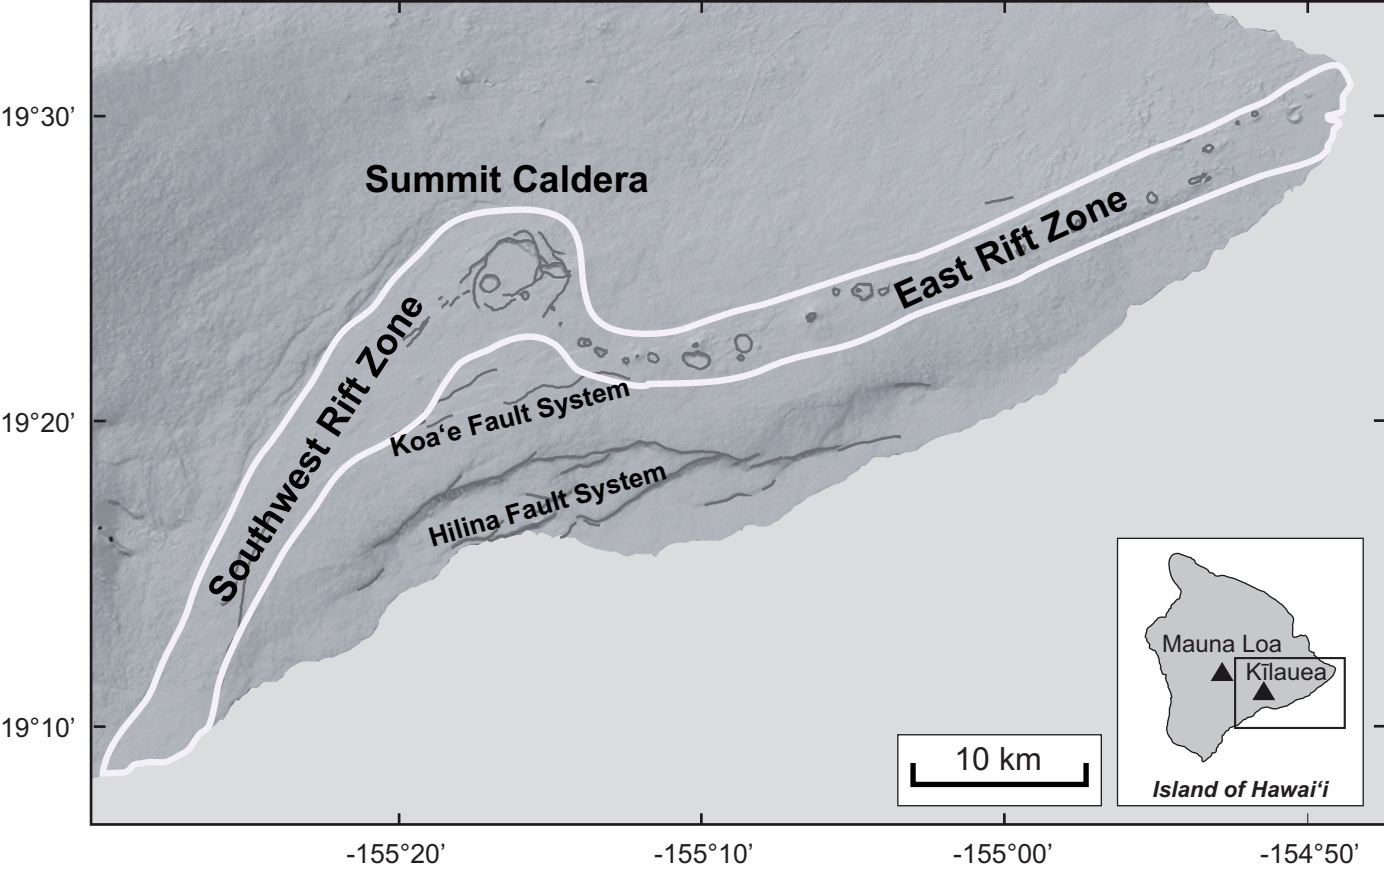 19°30’
Summit Caldera
East Rift Zone
Southwest Rift Zone
19°20’
Koa‘e Fault System
Hilina Fault System
Mauna Loa
Kīlauea
19°10’
10 km
Island of Hawai‘i
-155°20’
-155°10’
-155°00’
-154°50’